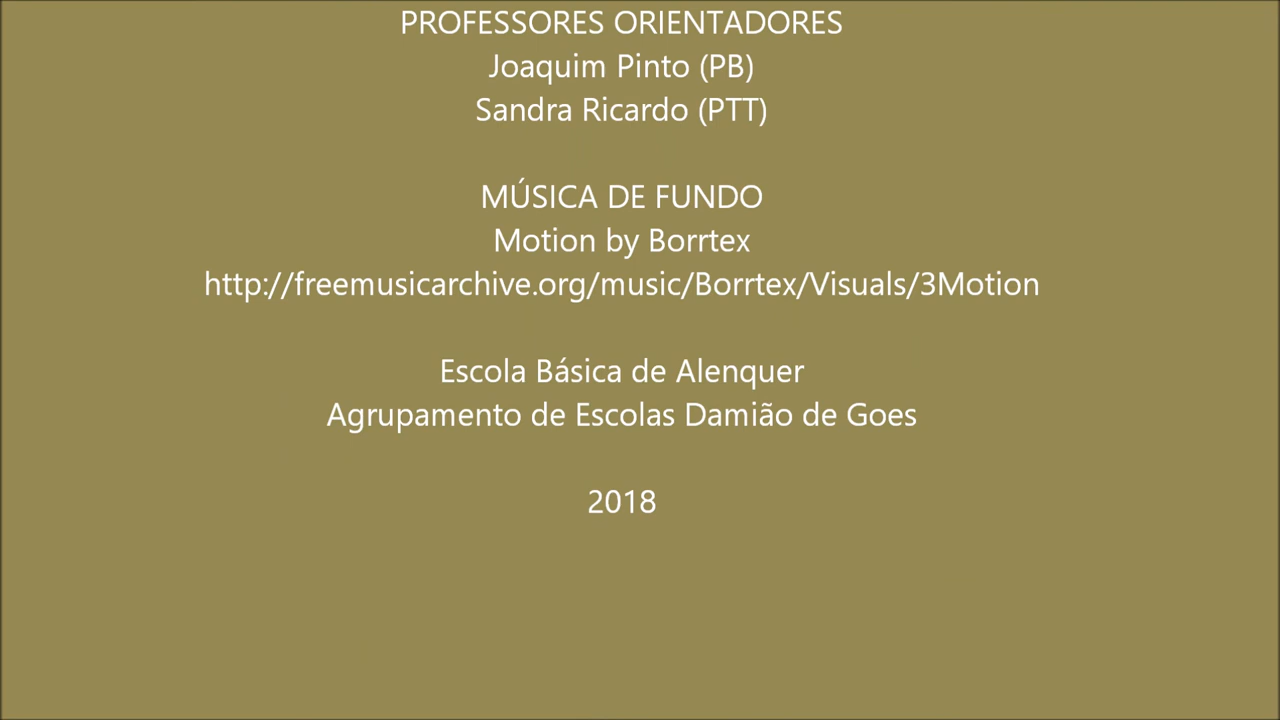 PROFESSORES ORIENTADORES
Joaquim Pinto (PB)
Sandra Ricardo (PTT)
MÚSICA DE FUNDO
Motion by Borrtex
http://freemusicarchive.org/music/Borrtex/Visuals/3Motion
Escola Básica de Alenquer
Agrupamento de Escolas Damião de Goes
2018